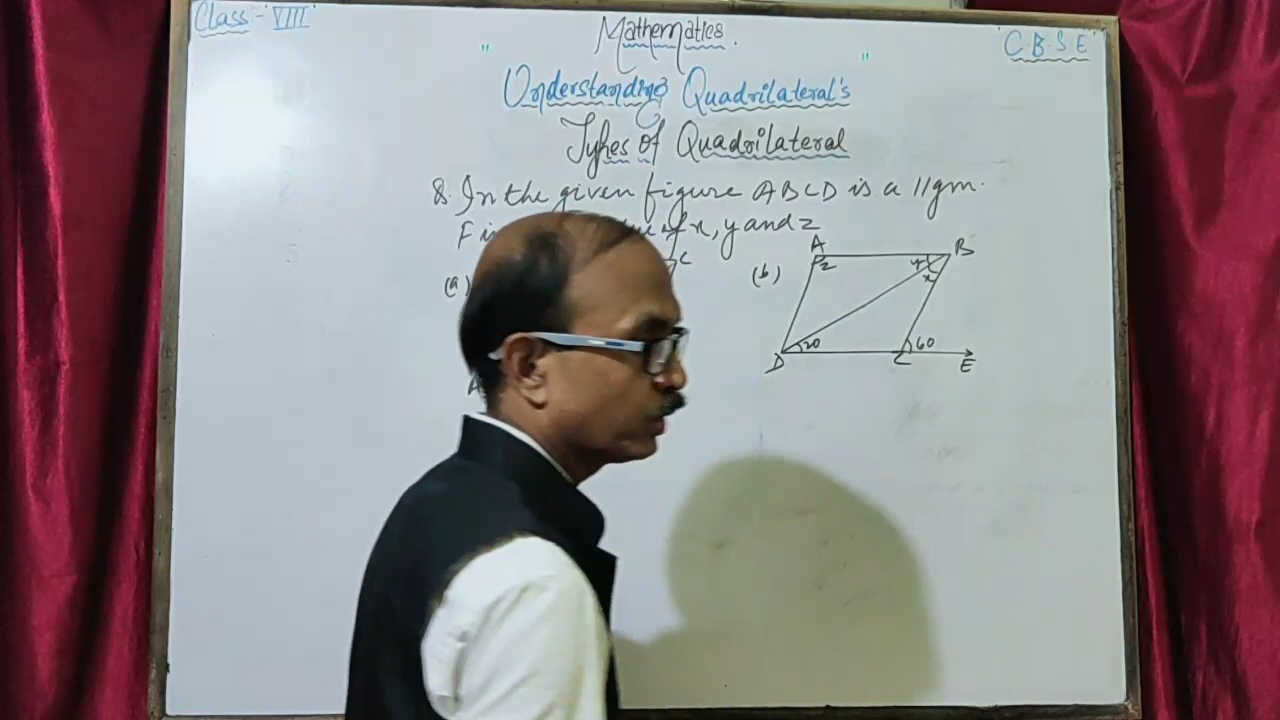 Class - VIII
Mathematics.
" "
"CBSE"
Understanding Quadrilateral's
Types of Quadrilateral
8. In the given figure ABCD is a ||gm.
x, y and z
(a)
C
A
(b)
A
B
z
y
x
D
20
C
60
E